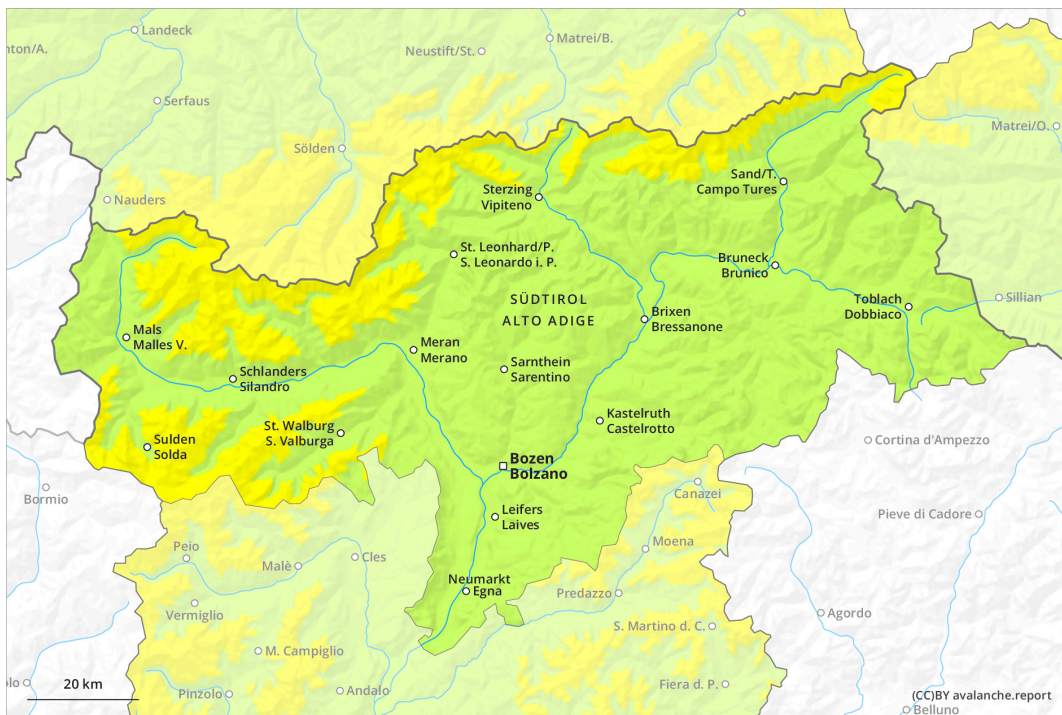 Landeck
Matrei/B.
nton/A.
Neustift/St.
Serfaus
Matrei/O.
Sölden
Sand/T.
Campo Tures
Sterzing
Vipiteno
Nauders
St. Leonhard/P.
S. Leonardo i. P.
Bruneck
Brunico
SÜDTIROL
ALTO ADIGE
Toblach
Dobbiaco
Sillian
Brixen
Bressanone
Mals
Malles V.
Meran
Merano
Sarnthein
Sarentino
Schlanders
Silandro
Kastelruth
Castelrotto
St. Walburg
S. Valburga
Sulden
Solda
Cortina d'Ampezzo
Bozen
Bolzano
Bormio
Canazei
Leifers
Laives
Pieve di Cadore
Moena
Peio
Cles
Malè
Neumarkt
Egna
Predazzo
Vermiglio
Agordo
S. Martino d. C.
M. Campiglio
20 km
Pinzolo
Andalo
Fiera d. P.
(CC)BY avalanche.report
Belluno